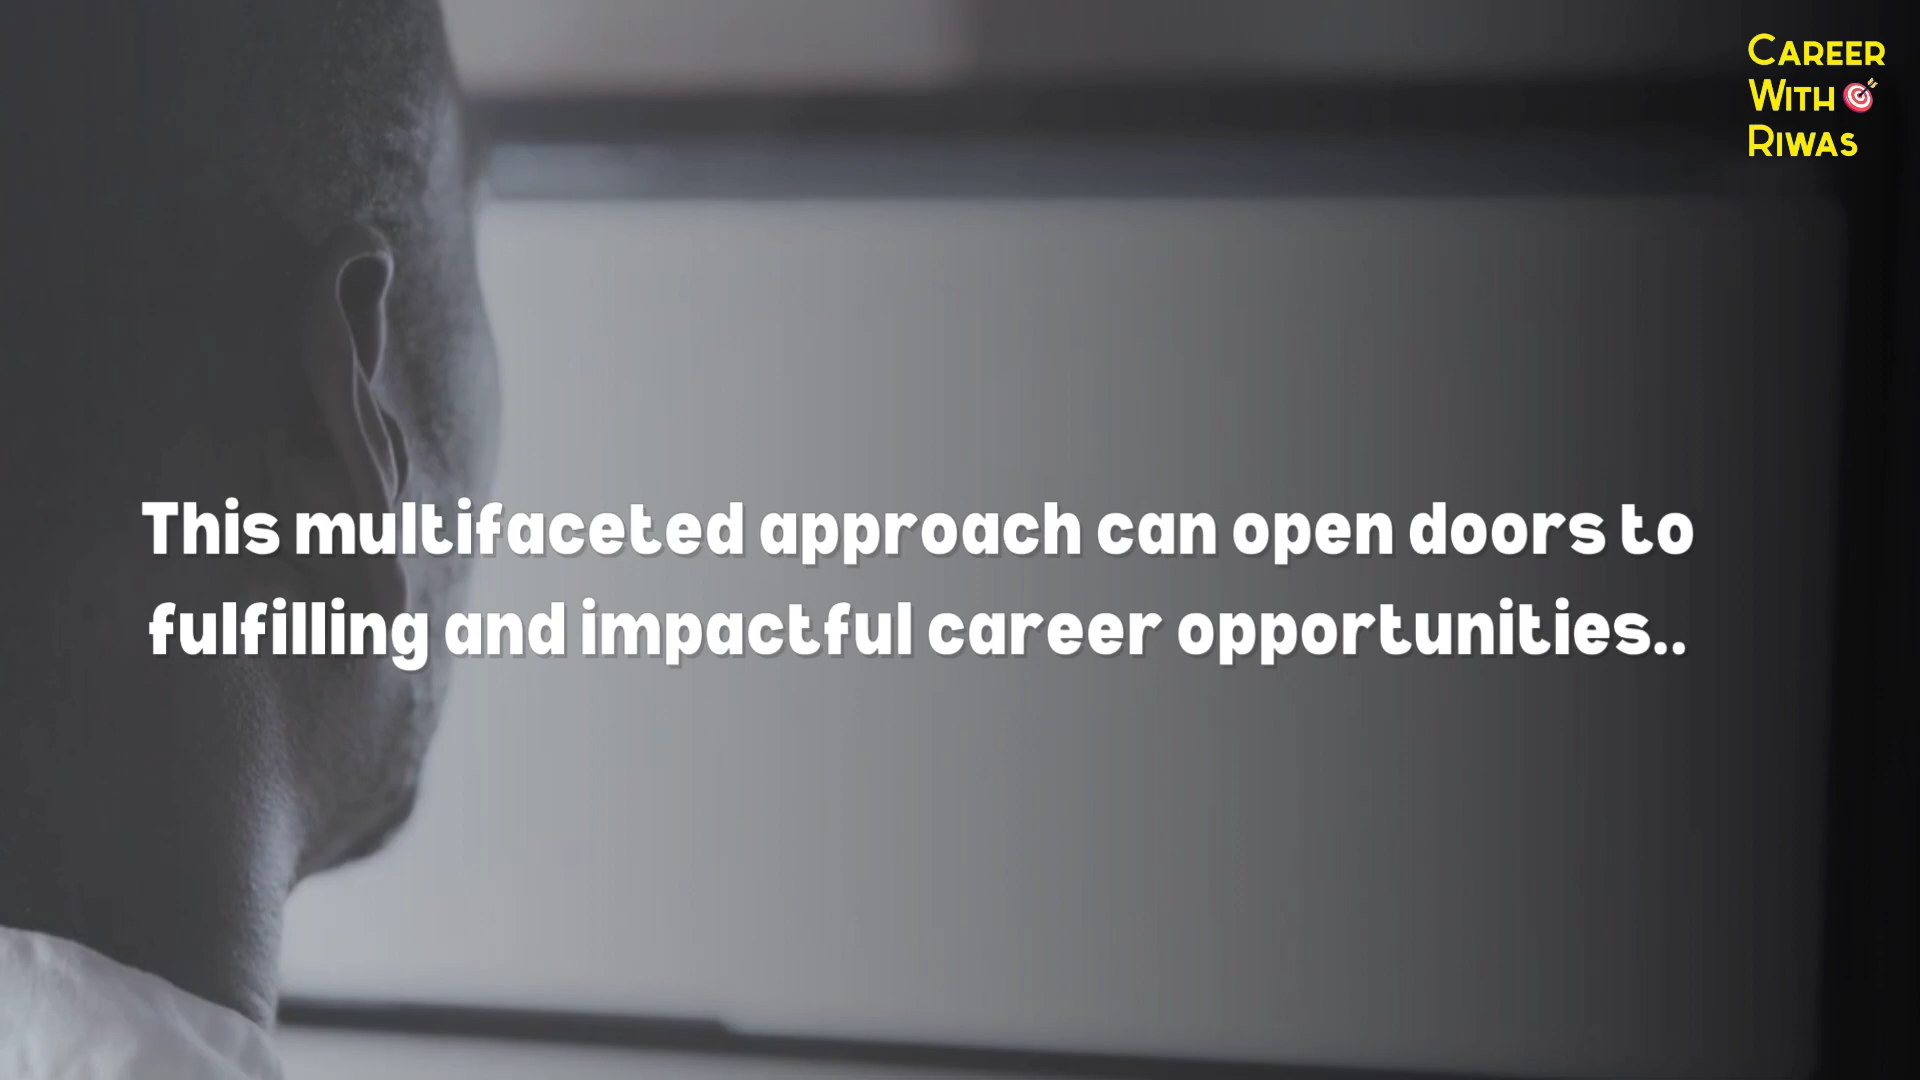 Career
With
Riwas
This multifaceted approach can open doors to
fulfilling and impactful career opportunities..